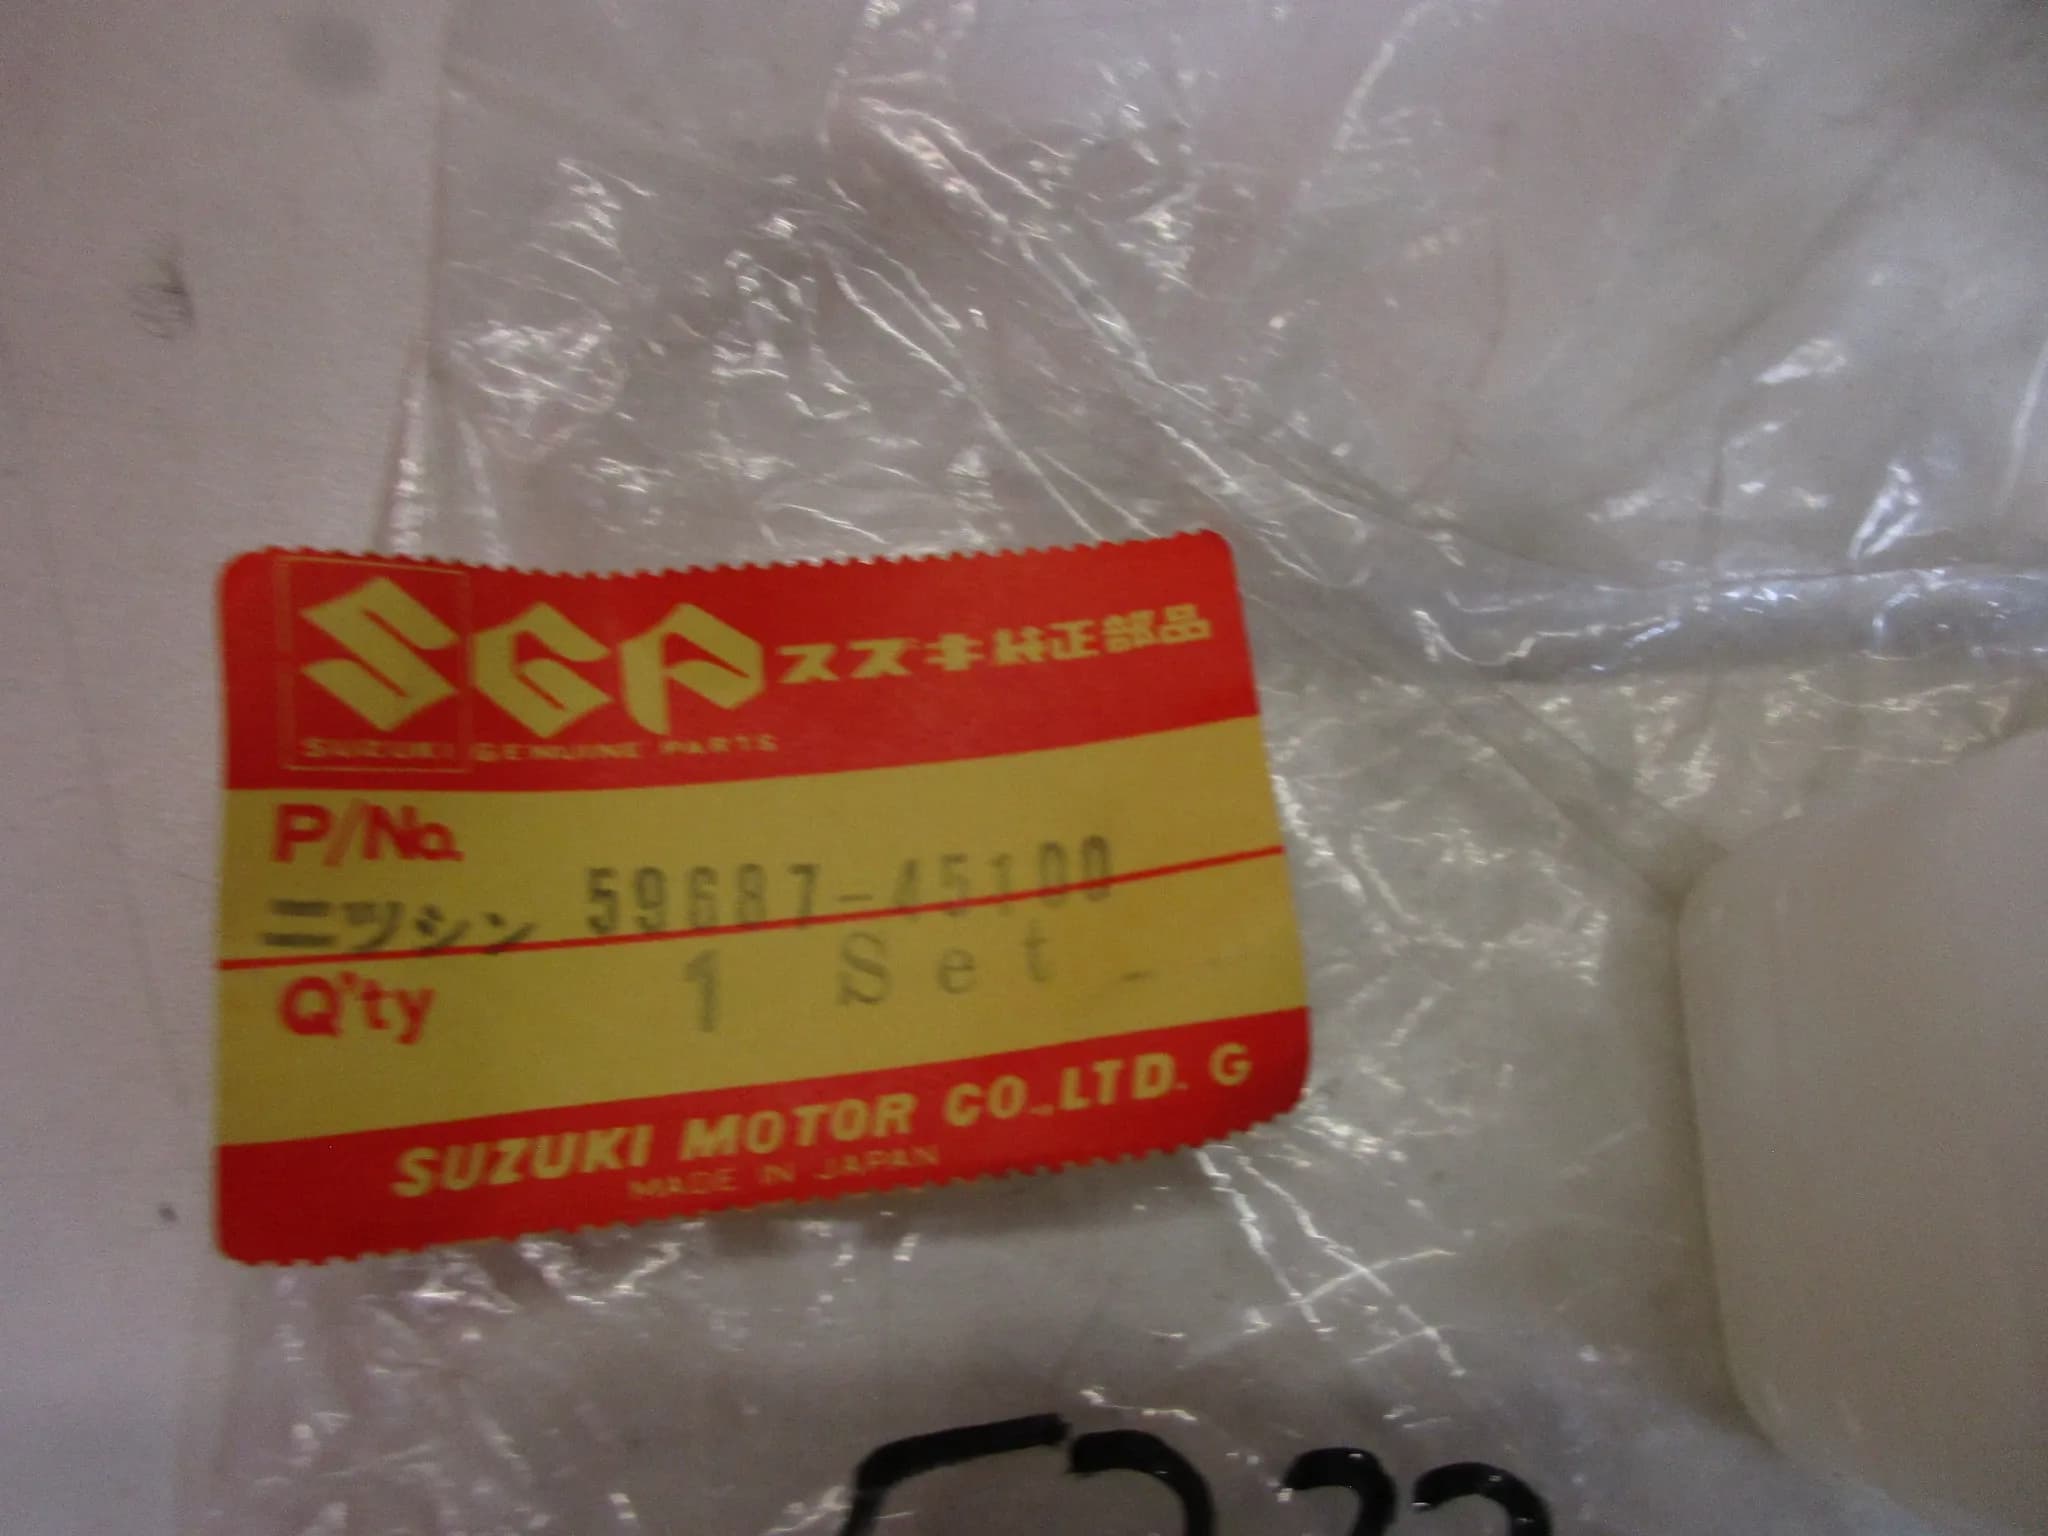 SGP スズキ純正部品
SUZUKI GENUINE PARTS
P/No.
ニツシン 59687-45100
Q'ty 1 Set
SUZUKI MOTOR CO.,LTD. G
MADE IN JAPAN